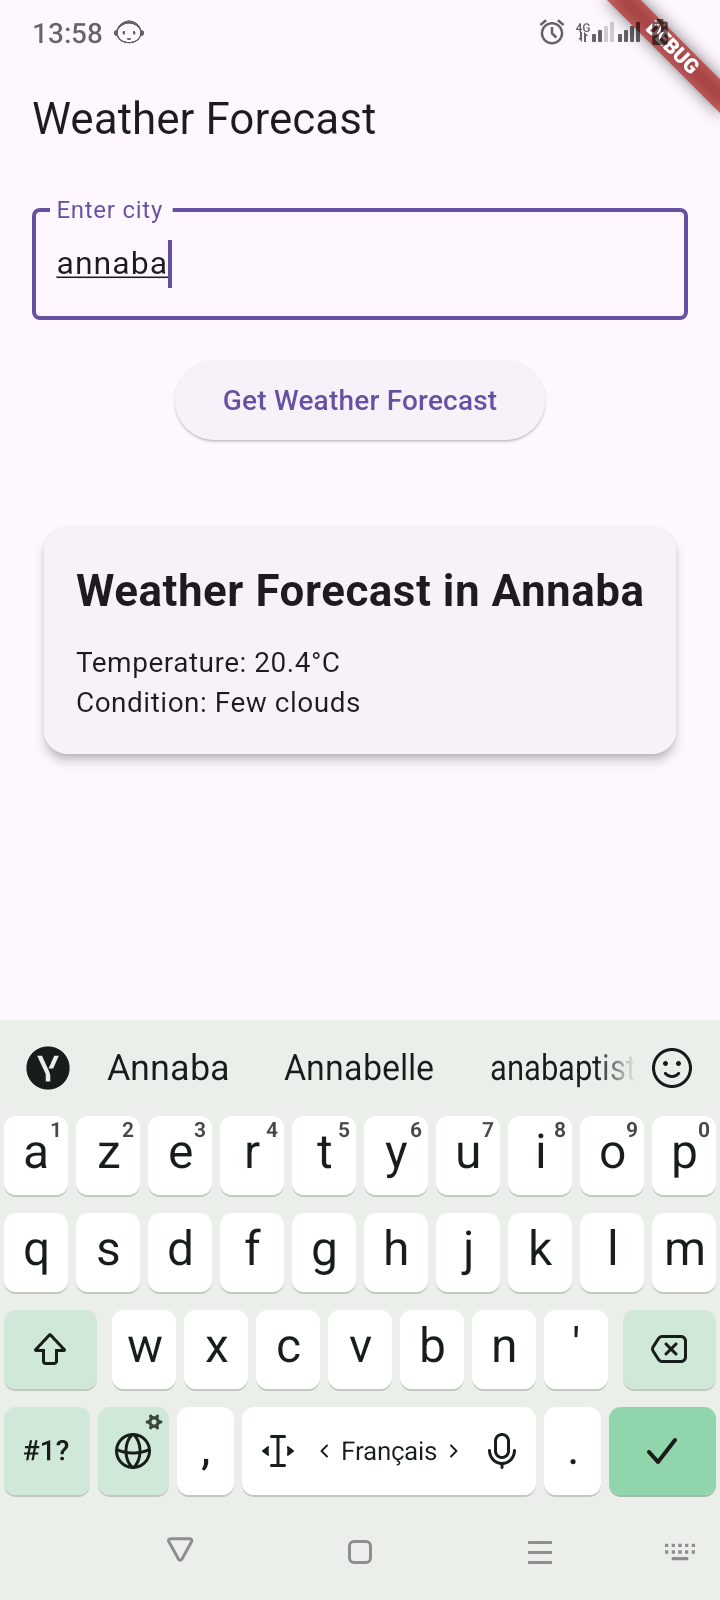 13:58
4G
DEBUG
Weather Forecast
Enter city
annaba
Get Weather Forecast
Weather Forecast in Annaba
Temperature: 20.4°C
Condition: Few clouds
Annaba Annabelle anabaptist
a 1 z 2 e 3 r 4 t 5 y 6 u 7 i 8 o 9 p 0
q s d f g h j k l m
w x c v b n '
#1? , < Français > .